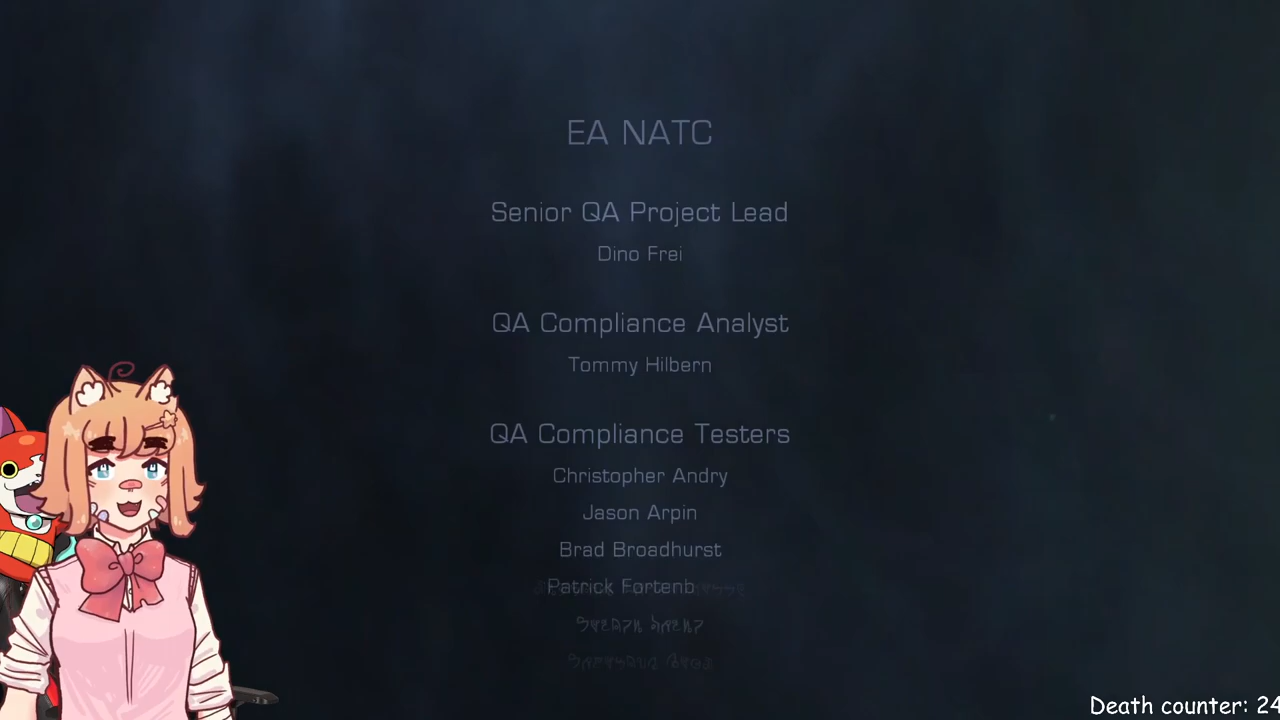 EA NATC
Senior QA Project Lead
Dino Frei
QA Compliance Analyst
Tommy Hilbern
QA Compliance Testers
Christopher Andry
Jason Arpin
Brad Broadhurst
Patrick
Death counter: 24